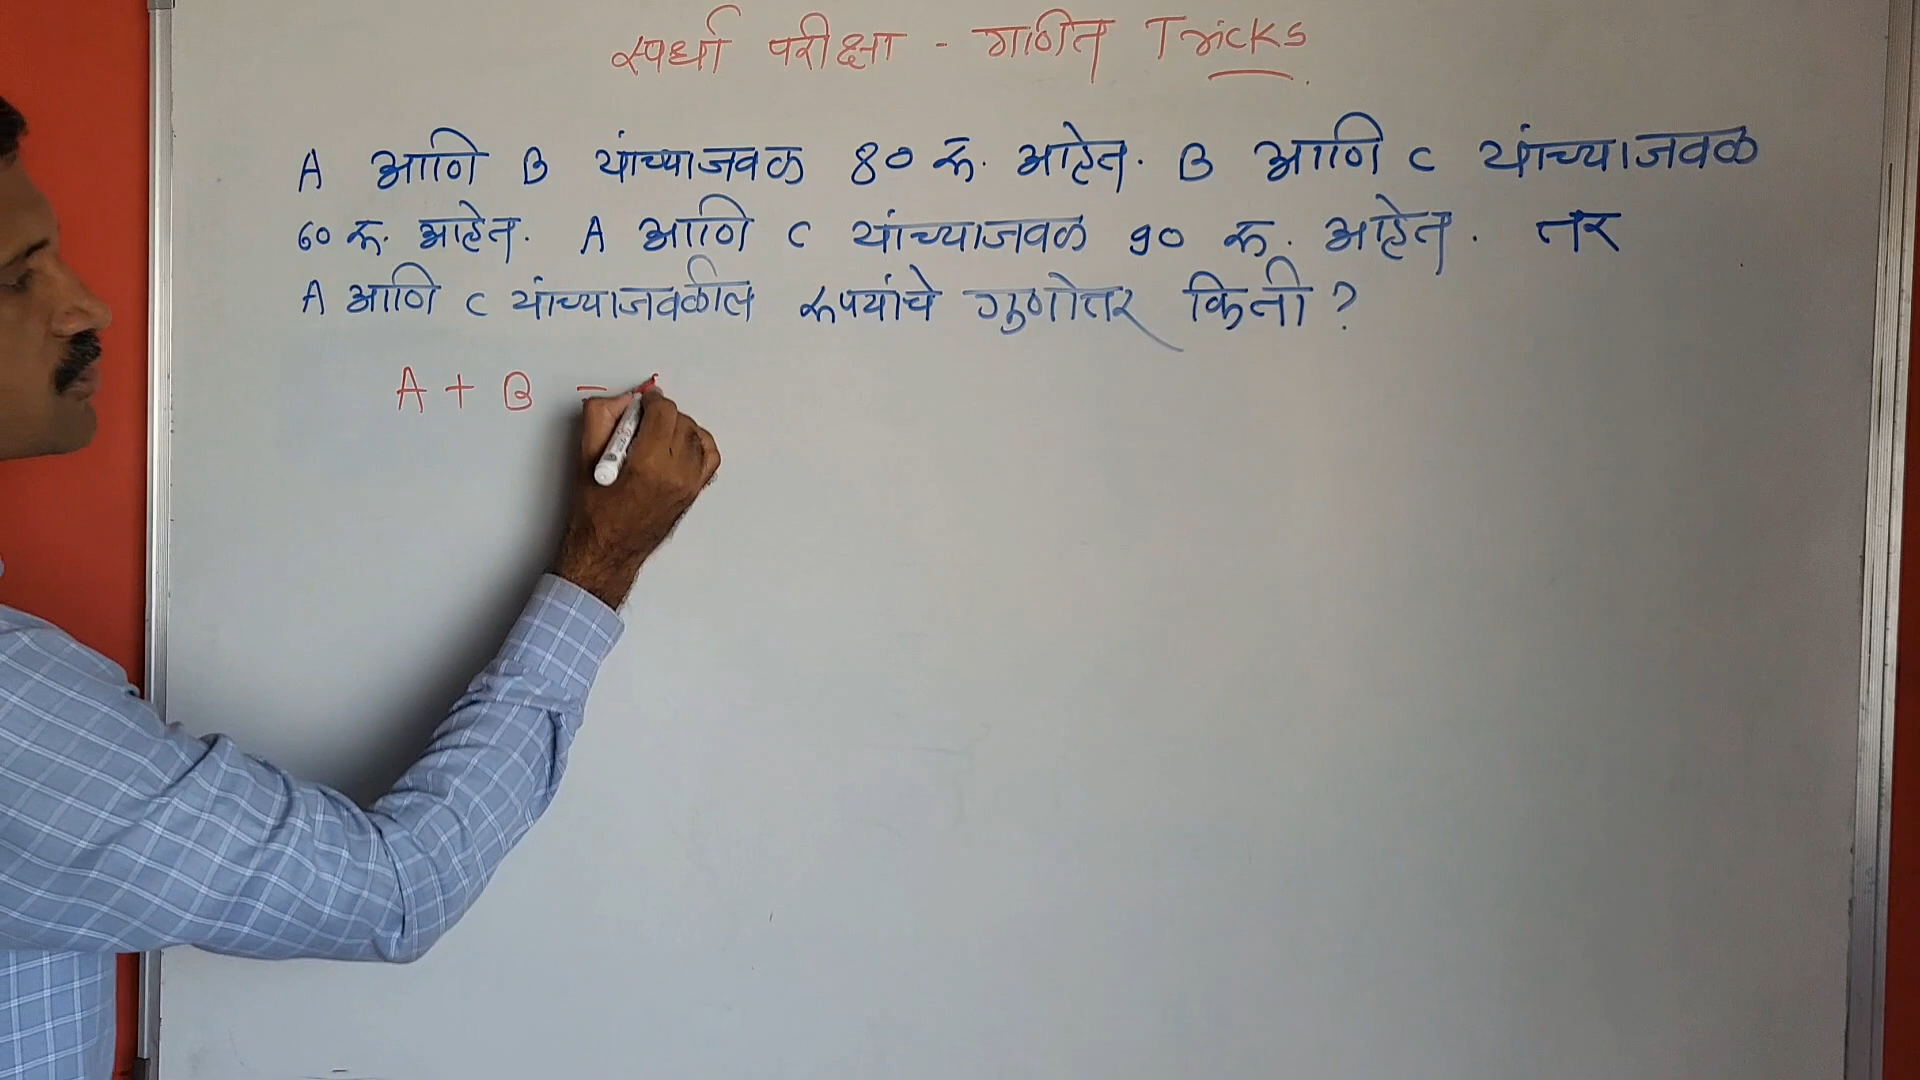 स्पर्धा परीक्षा - गणित Tricks
A आणि B यांच्याजवळ 80 रू. आहेत. B आणि C यांच्याजवळ
60 रू. आहेत. A आणि C यांच्याजवळ 90 रू. आहेत. तर
A आणि C यांच्याजवळील रूपयांचे गुणोत्तर किती?
A + B =